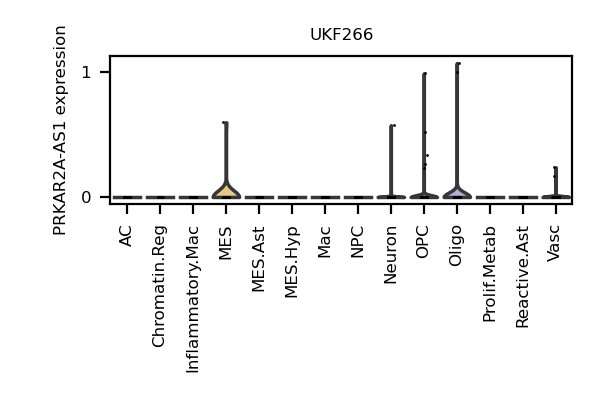 UKF266
PRKAR2A-AS1 expression
1
0
AC
Chromatin.Reg
Inflammatory.Mac
MES
MES.Ast
MES.Hyp
Mac
NPC
Neuron
OPC
Oligo
Prolif.Metab
Reactive.Ast
Vasc